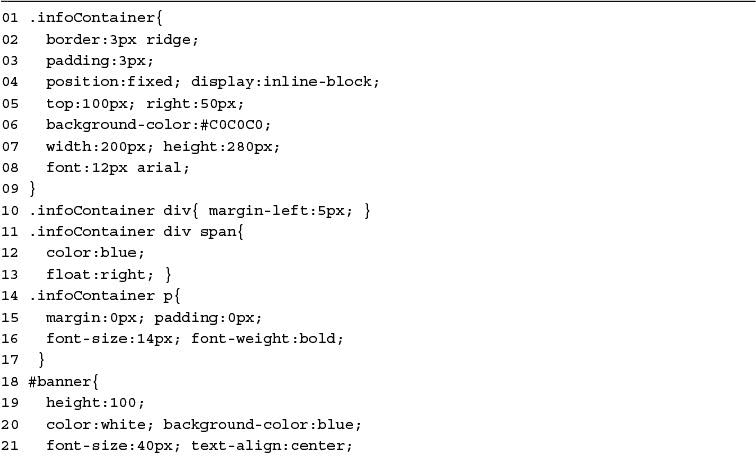 01 .infoContainer{
02   border:3px ridge;
03   padding:3px;
04   position:fixed; display:inline-block;
05   top:100px; right:50px;
06   background-color:#C0C0C0;
07   width:200px; height:280px;
08   font:12px arial;
09 }
10 .infoContainer div{ margin-left:5px; }
11 .infoContainer div span{
12   color:blue;
13   float:right; }
14 .infoContainer p{
15   margin:0px; padding:0px;
16   font-size:14px; font-weight:bold;
17  }
18 #banner{
19   height:100;
20   color:white; background-color:blue;
21   font-size:40px; text-align:center;